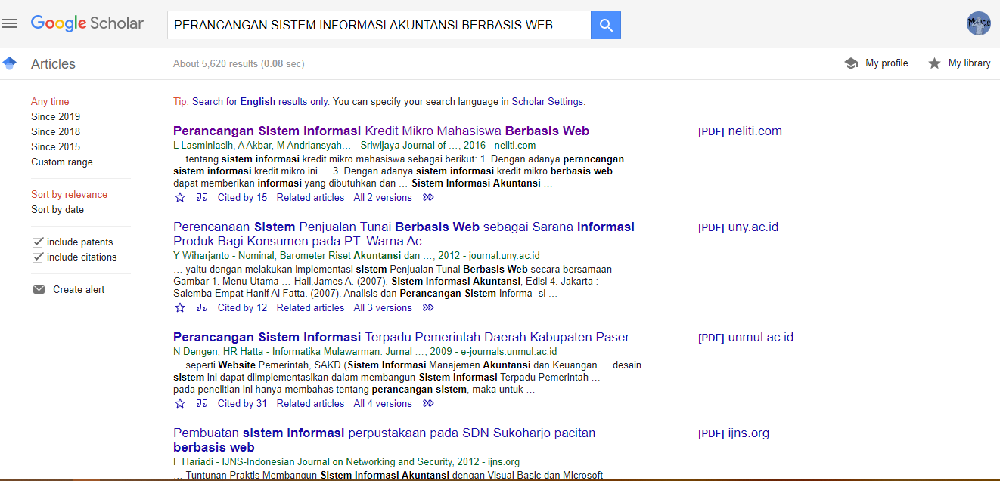 Google Scholar
PERANCANGAN SISTEM INFORMASI AKUNTANSI BERBASIS WEB
Articles
About 5,620 results (0.08 sec)
My profile
My library
Any time
Since 2019
Since 2018
Since 2015
Custom range...
Sort by relevance
Sort by date
include patents
include citations
Create alert
Tip: Search for English results only. You can specify your search language in Scholar Settings.
Perancangan Sistem Informasi Kredit Mikro Mahasiswa Berbasis Web
[PDF] neliti.com
L Lasminiasih, A Akbar, M Andriansyah… - Sriwijaya Journal of …, 2016 - neliti.com
… tentang sistem informasi kredit mikro mahasiswa sebagai berikut: 1. Dengan adanya perancangan
sistem informasi kredit mikro ini … 3. Dengan adanya sistem informasi kredit mikro berbasis web
dapat memberikan informasi yang dibutuhkan dan … Sistem Informasi Akuntansi …
Cited by 15 Related articles All 2 versions
Perencanaan Sistem Penjualan Tunai Berbasis Web sebagai Sarana Informasi
Produk Bagi Konsumen pada PT. Warna Ac
[PDF] uny.ac.id
Y Wiharjanto - Nominal, Barometer Riset Akuntansi dan …, 2012 - journal.uny.ac.id
… yaitu dengan melakukan implementasi sistem Penjualan Tunai Berbasis Web secara bersamaan
Gambar 1. Menu Utama … Hall,James A. (2007). Sistem Informasi Akuntansi, Edisi 4. Jakarta :
Salemba Empat Hanif Al Fatta. (2007). Analisis dan Perancangan Sistem Informa- si …
Cited by 12 Related articles All 3 versions
Perancangan Sistem Informasi Terpadu Pemerintah Daerah Kabupaten Paser
[PDF] unmul.ac.id
N Dengen, HR Hatta - Informatika Mulawarman: Jurnal …, 2009 - e-journals.unmul.ac.id
… seperti Website Pemerintah, SAKD (Sistem Informasi Manajemen Akuntansi dan Keuangan … desain
sistem ini dapat diimplementasikan dalam membangun Sistem Informasi Terpadu Pemerintah …
pada penelitian ini hanya membahas tentang perancangan sistem, maka untuk …
Cited by 31 Related articles All 4 versions
Pembuatan sistem informasi perpustakaan pada SDN Sukoharjo pacitan
berbasis web
[PDF] ijns.org
F Hariadi - IJNS-Indonesian Journal on Networking and Security, 2012 - ijns.org
… Tuntunan Praktis Membangun Sistem Informasi Akuntansi dengan Visual Basic dan Microsoft